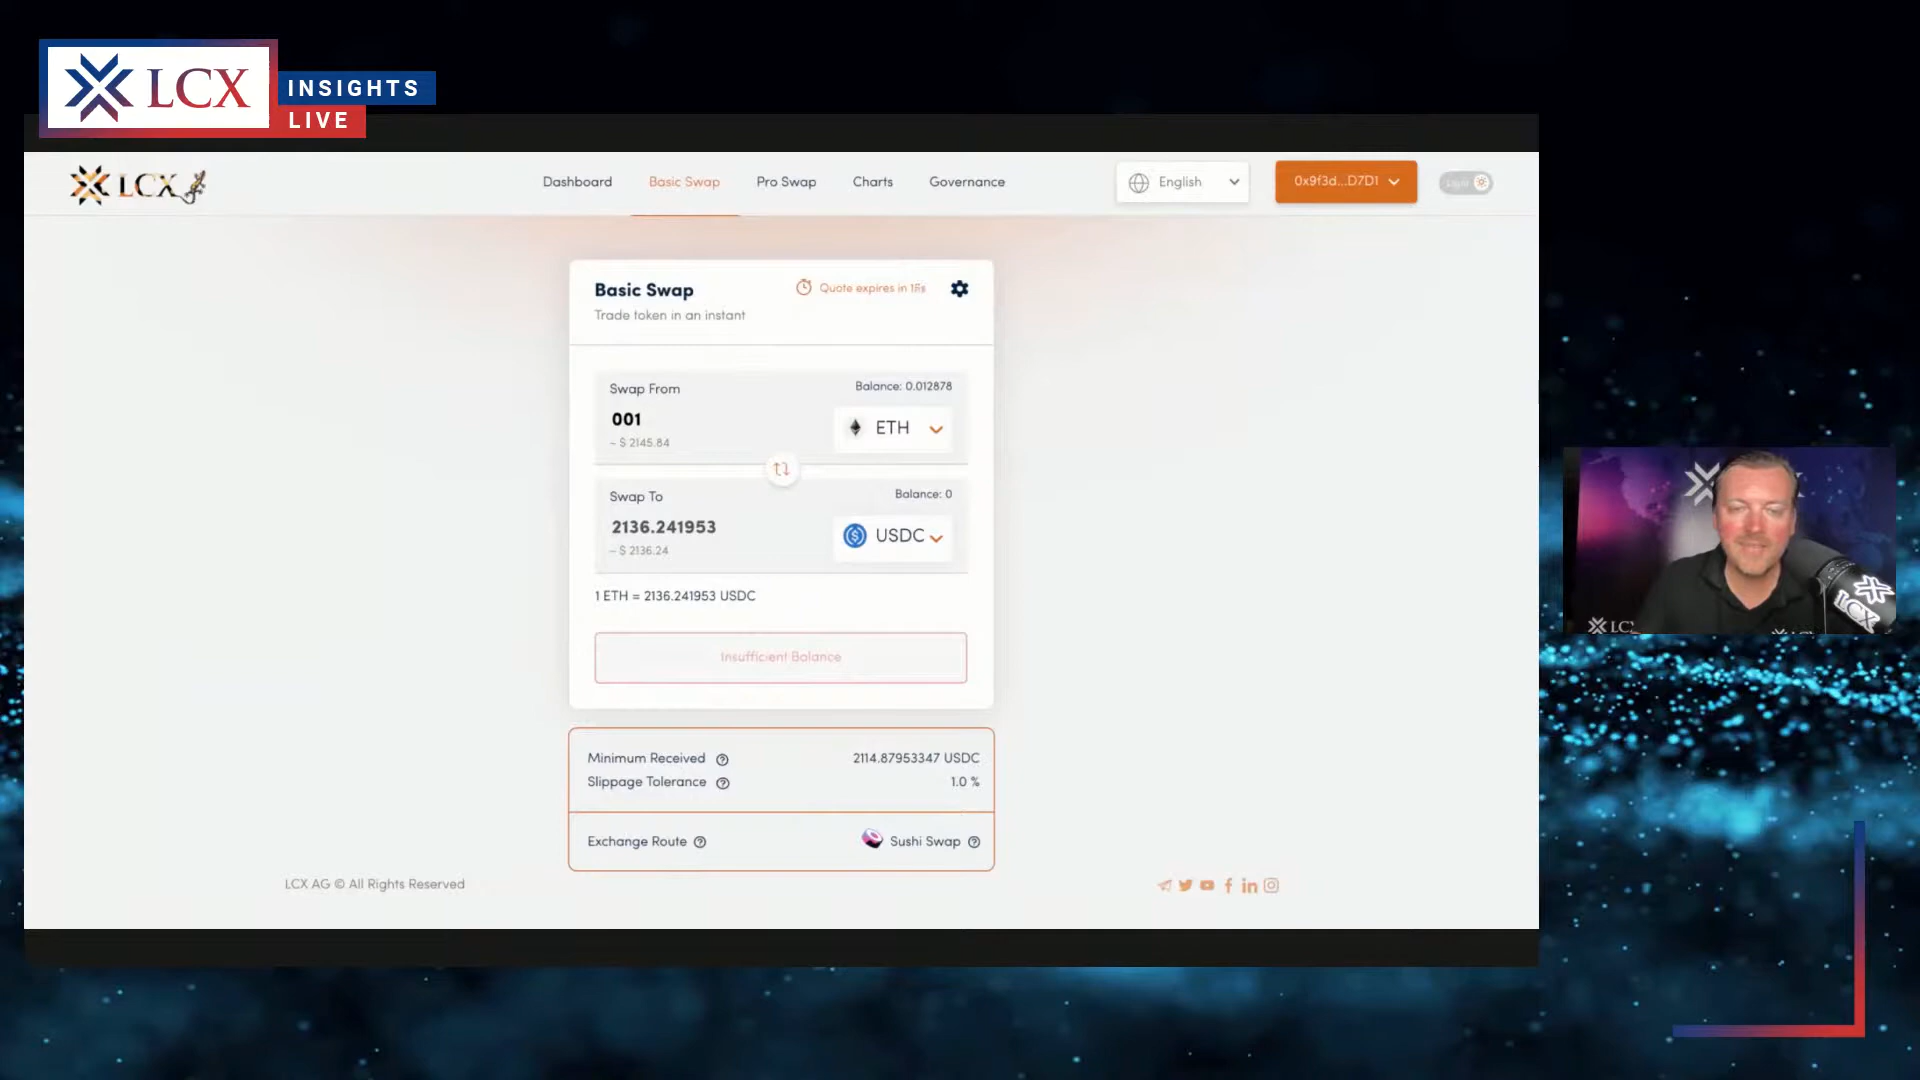 LCX
INSIGHTS
LIVE
LCX
Dashboard
Basic Swap
Pro Swap
Charts
Governance
English
0x9f3d...D7D1
Basic Swap
Quote expires in
Trade token in an instant
Swap From
Balance: 0.012878
001
ETH
~ $ 2145.84
Swap To
Balance: 0
2136.241953
USDC
~ $ 2136.24
1 ETH = 2136.241953 USDC
Insufficient Balance
Minimum Received
2114.87953347 USDC
Slippage Tolerance
1.0 %
Exchange Route
Sushi Swap
LCX AG © All Rights Reserved
LCX